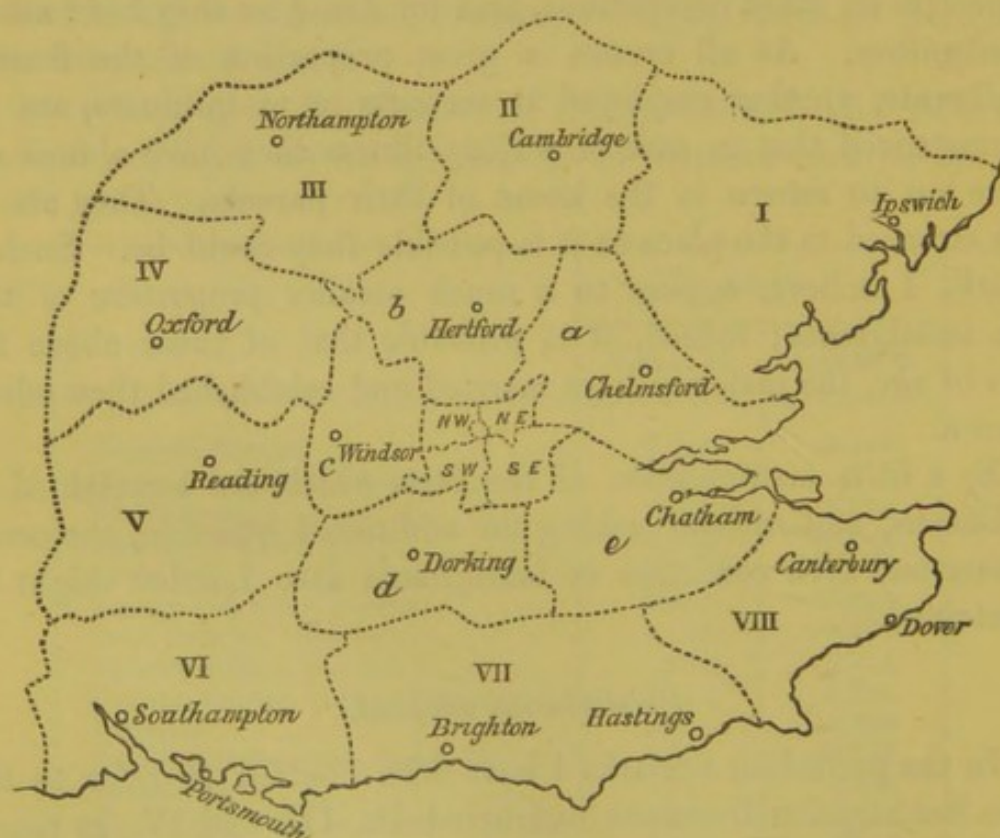 II
Northampton
Cambridge
III
I
Ipswich
IV
b
Hertford
a
Oxford
Chelmsford
NW
NE
C
Windsor
SW
SE
Reading
V
Chatham
e
Dorking
d
Canterbury
VIII
Dover
VI
VII
Southampton
Brighton
Hastings
Portsmouth